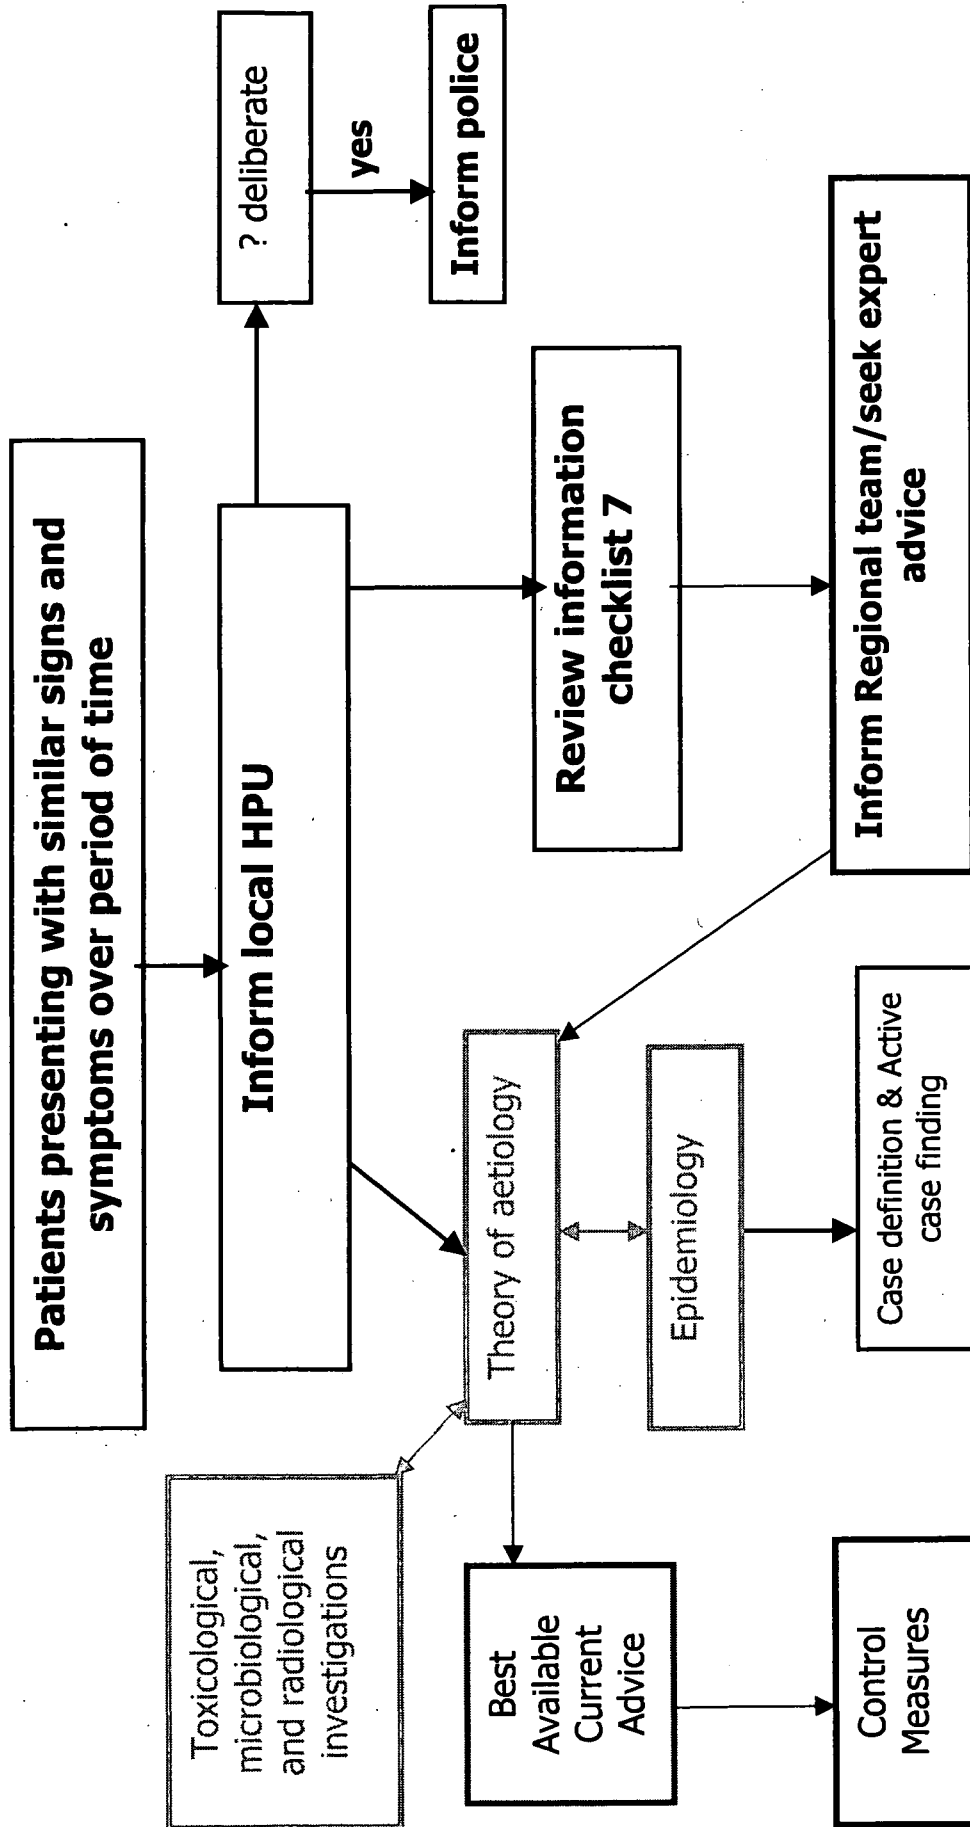 Patients presenting with similar signs and
symptoms over period of time
Inform local HPU
? deliberate
yes
Inform police
Toxicological,
microbiological,
and radiological
investigations
Theory of aetiology
Review information
checklist 7
Best
Available
Current
Advice
Epidemiology
Inform Regional team/seek expert
advice
Control
Measures
Case definition & Active
case finding